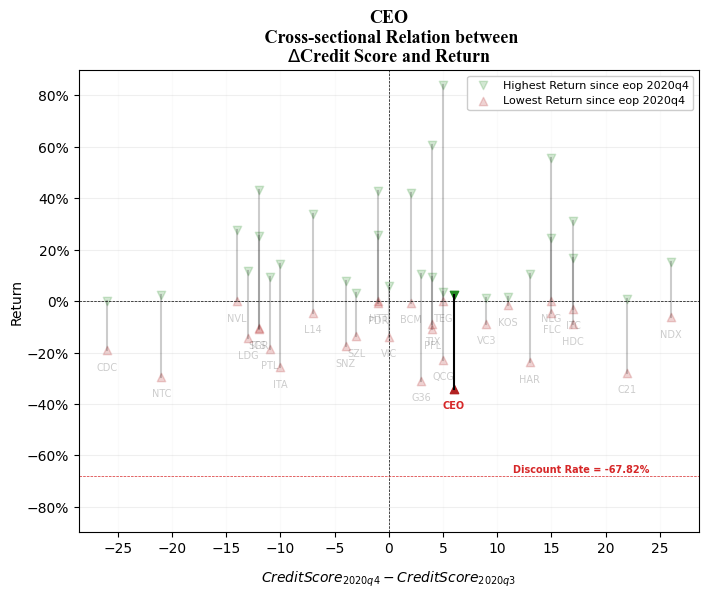 CEO
Cross-sectional Relation between
ΔCredit Score and Return
Highest Return since eop 2020q4
Lowest Return since eop 2020q4
Return
80%
60%
40%
20%
0%
−20%
−40%
−60%
−80%
CDC
NTC
NVL
LDG
PTL
ITA
L14
SNZ
SZL
VIC
BCM
G36
TEG
QCG
CEO
VC3
KOS
HAR
NLG
FLC
HDC
C21
NDX
Discount Rate = -67.82%
−25 −20 −15 −10 −5 0 5 10 15 20 25
CreditScore2020q4 − CreditScore2020q3